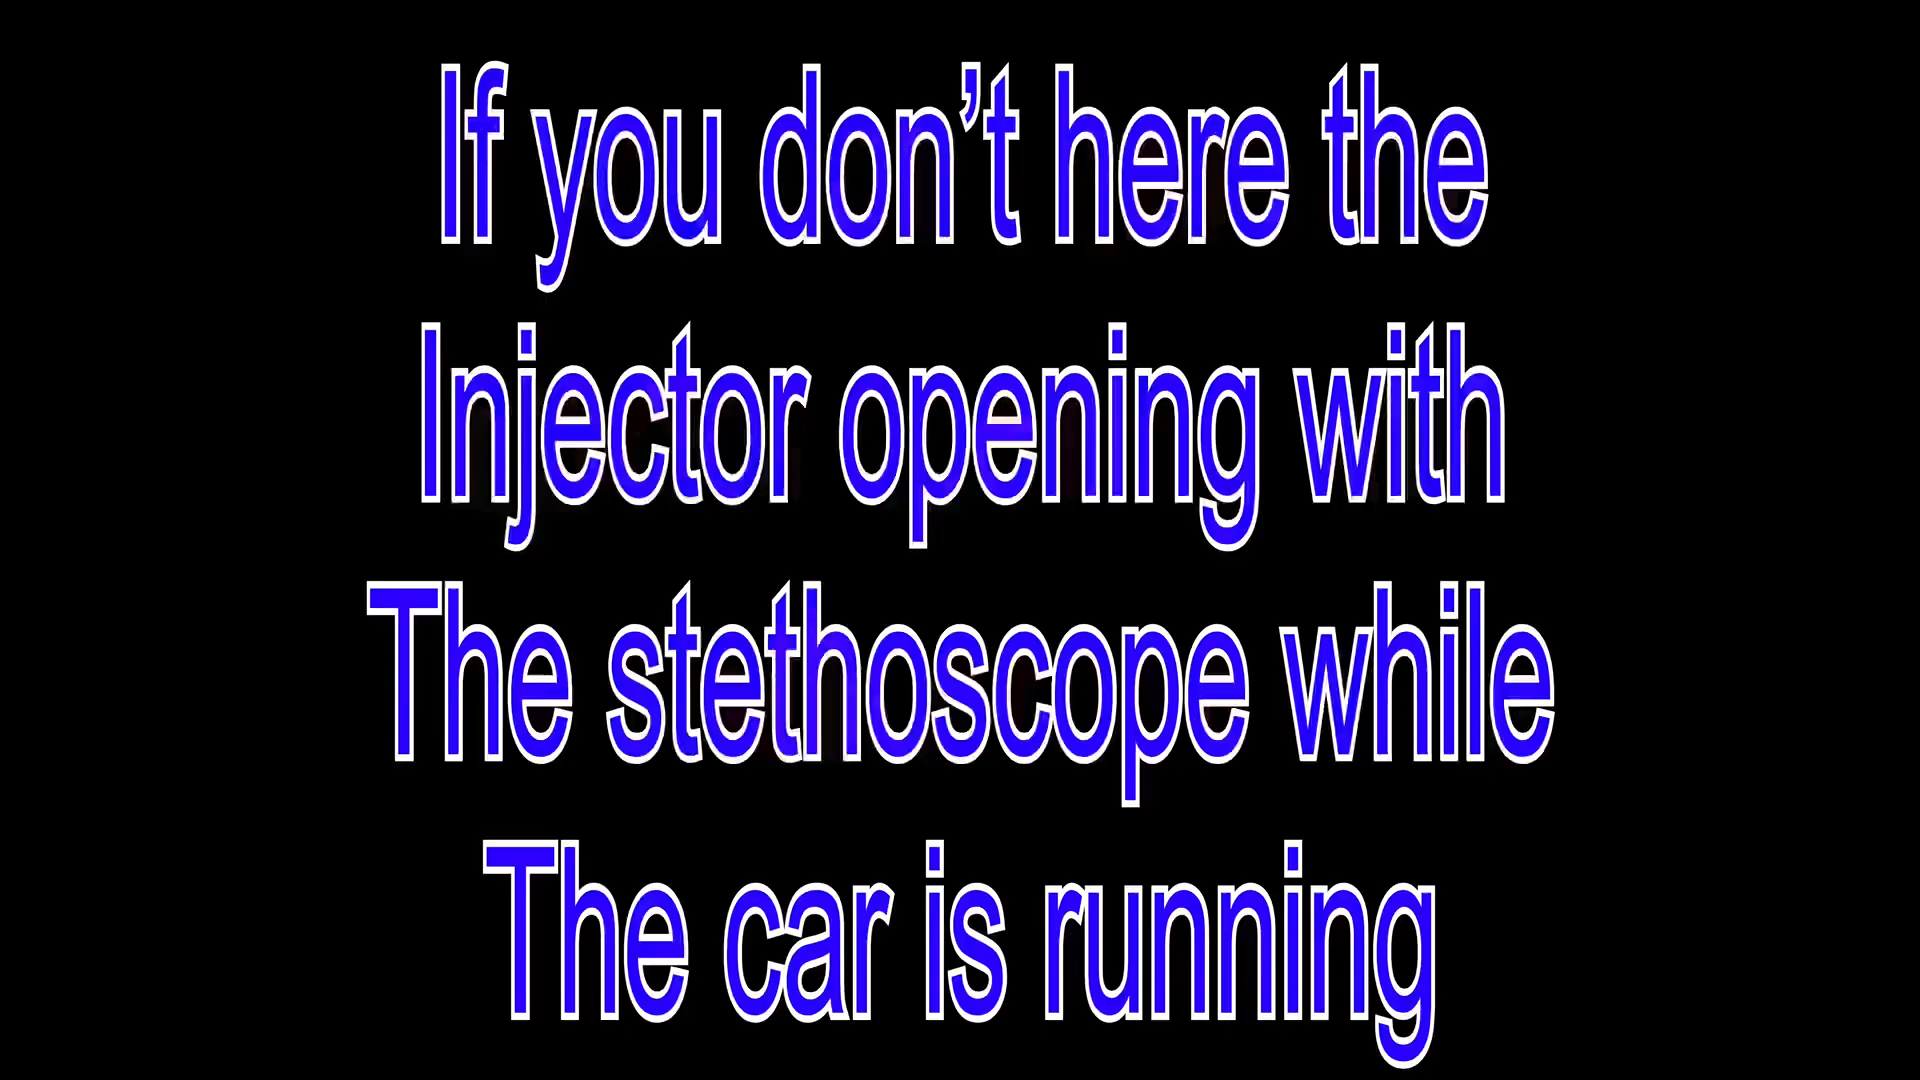 If you don’t here the
Injector opening with
The stethoscope while
The car is running